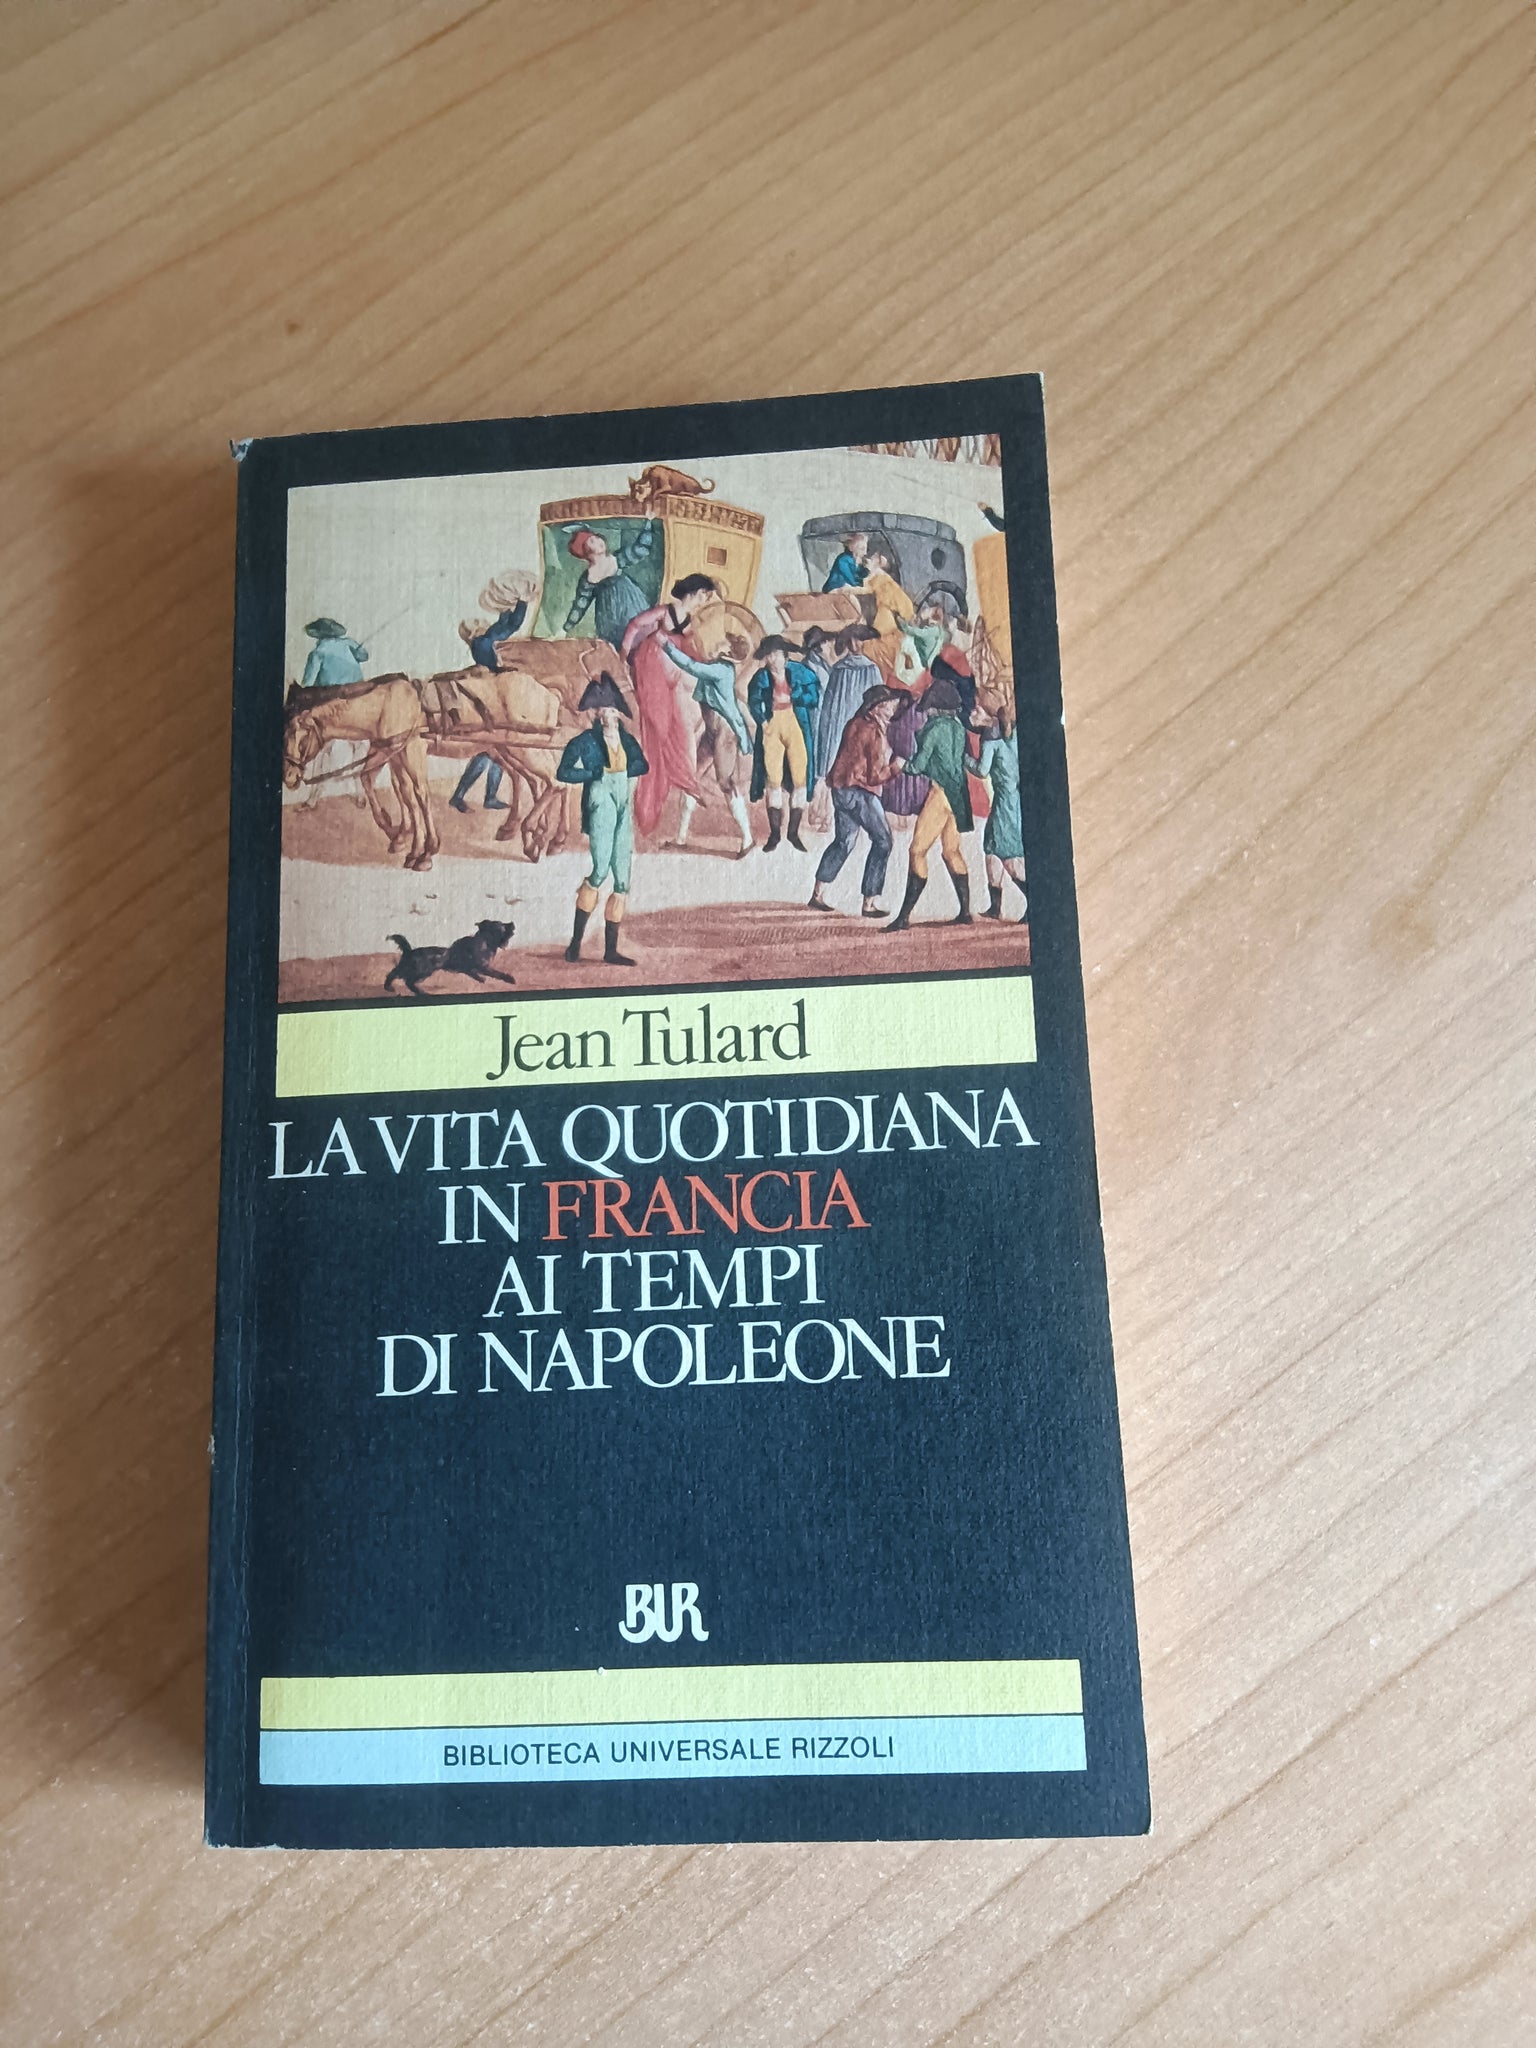 Jean Tulard
LA VITA QUOTIDIANA
IN FRANCIA
AI TEMPI
DI NAPOLEONE
BUR
BIBLIOTECA UNIVERSALE RIZZOLI